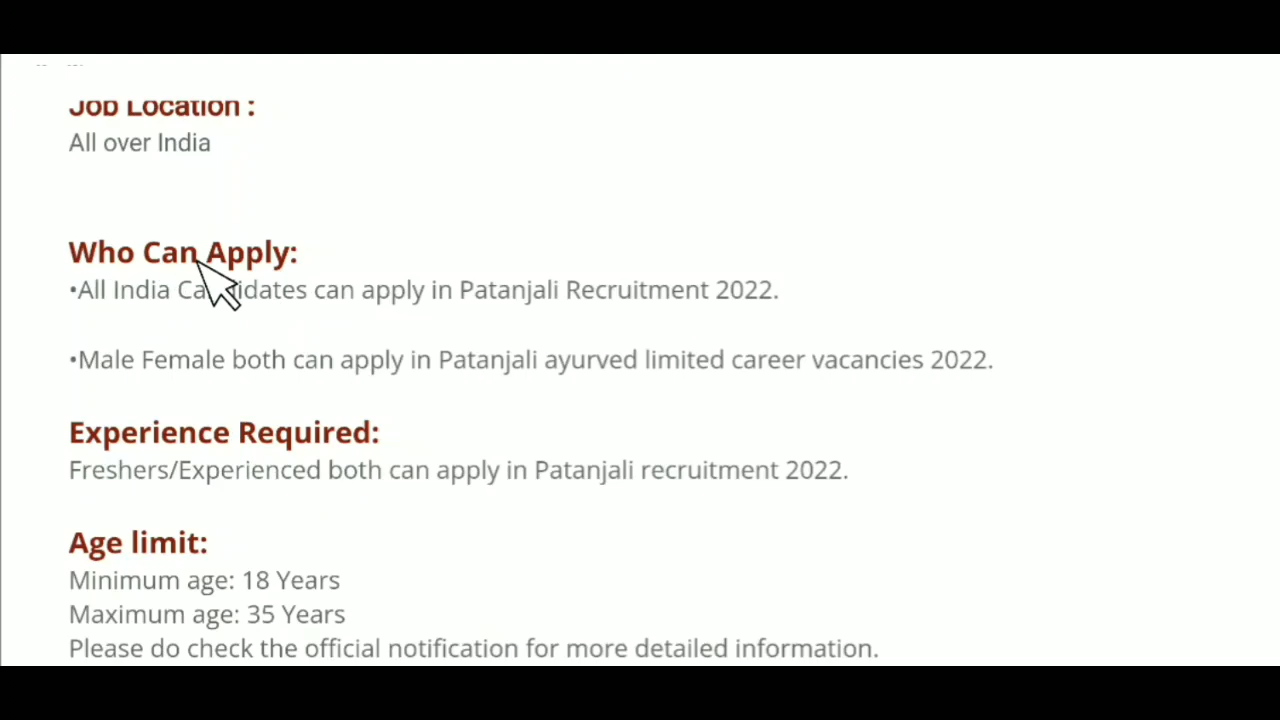 Job Location :
All over India
Who Can Apply:
•All India Candidates can apply in Patanjali Recruitment 2022.
•Male Female both can apply in Patanjali ayurved limited career vacancies 2022.
Experience Required:
Freshers/Experienced both can apply in Patanjali recruitment 2022.
Age limit:
Minimum age: 18 Years
Maximum age: 35 Years
Please do check the official notification for more detailed information.